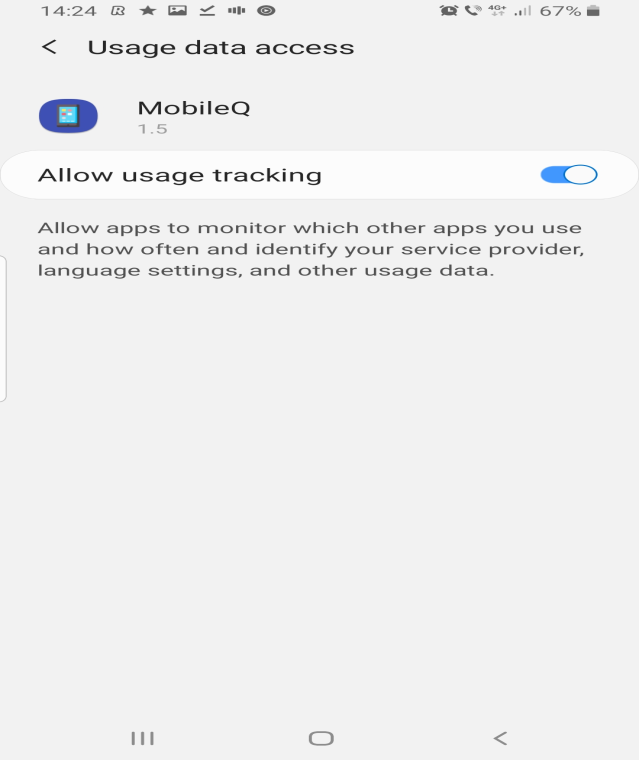 14:24 4G+ 67%
Usage data access
MobileQ
1.5
Allow usage tracking
Allow apps to monitor which other apps you use
and how often and identify your service provider,
language settings, and other usage data.